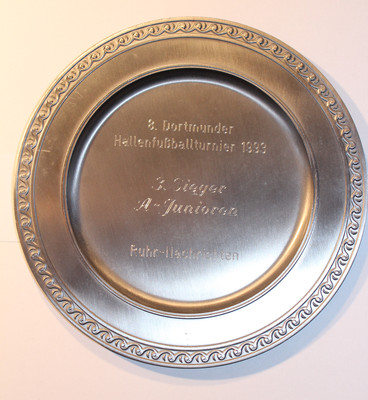 8. Dortmunder
Hallenfußballturnier 1993
3. Sieger
A-Junioren
Ruhr-Nachrichten